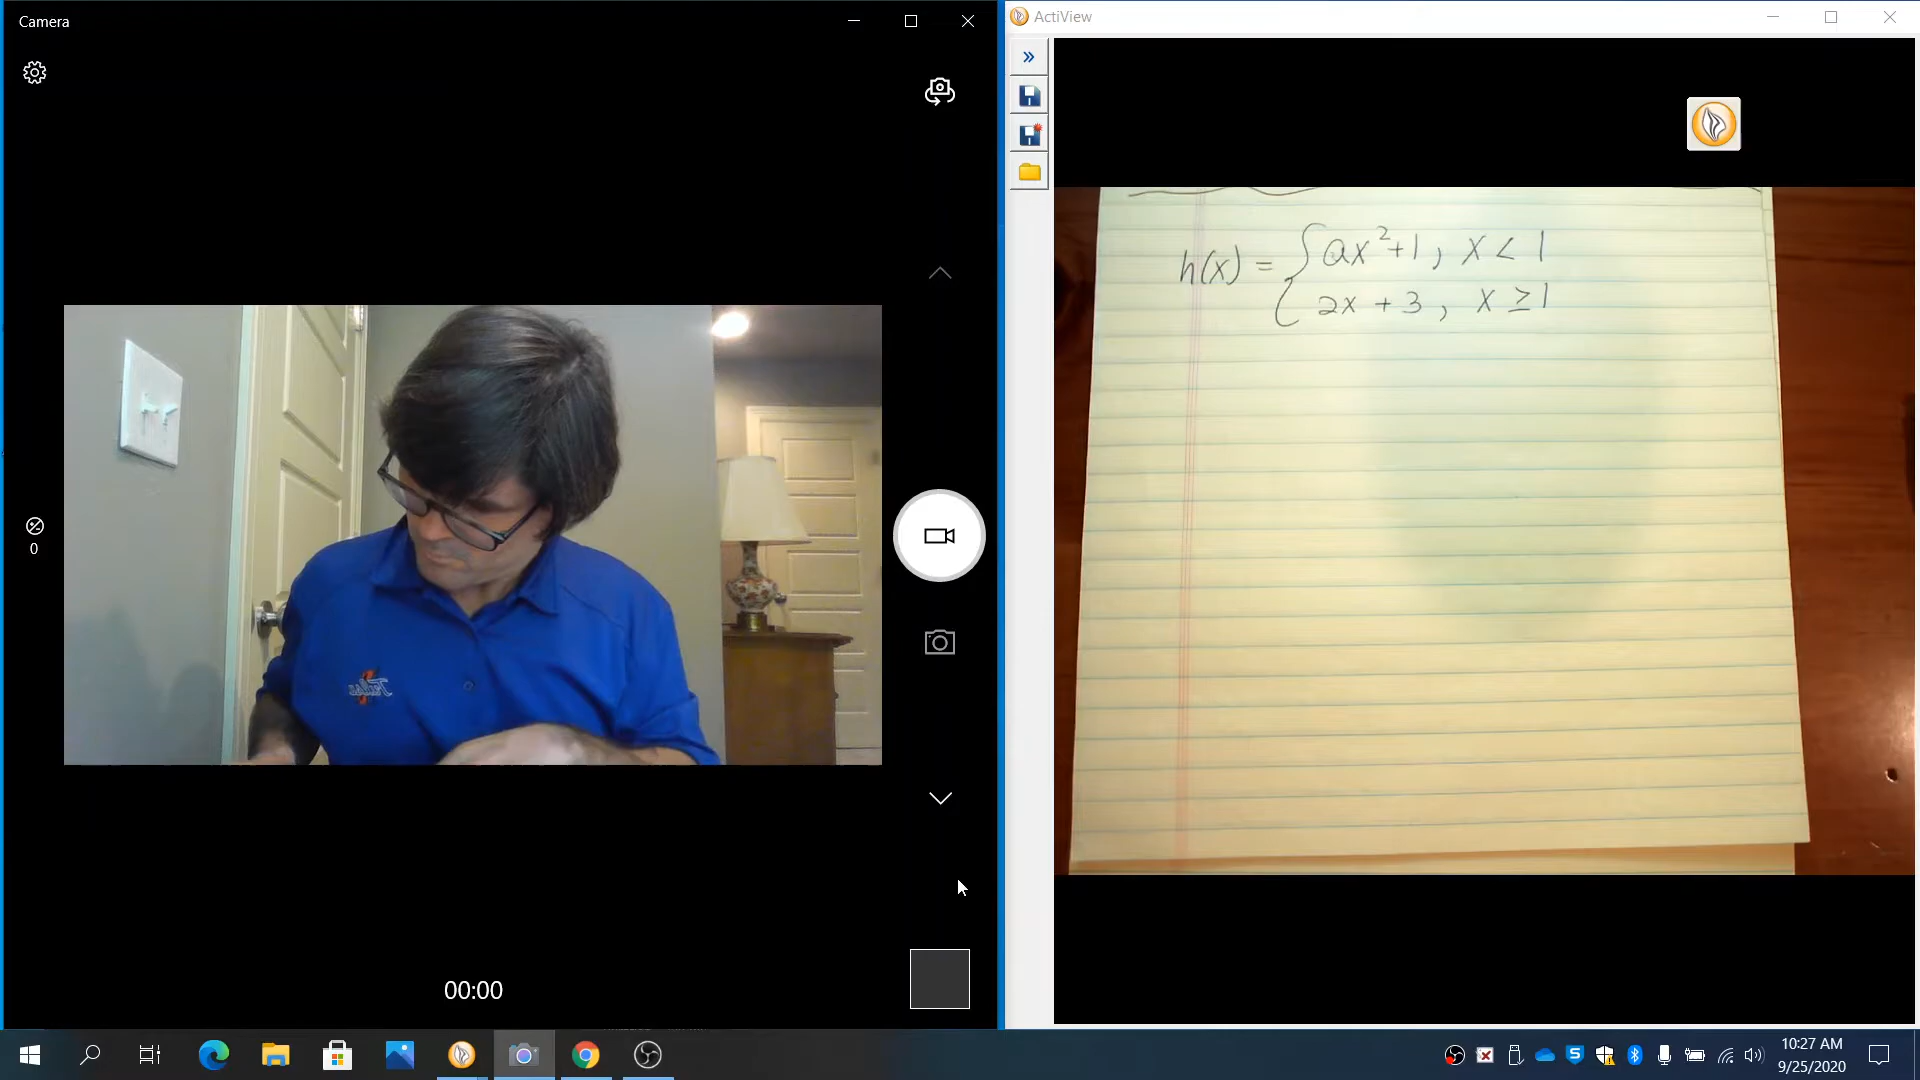 Camera
ActiView
h(x) = { ax²+1, x < 1
2x + 3, x ≥ 1
0
00:00
10:27 AM
9/25/2020